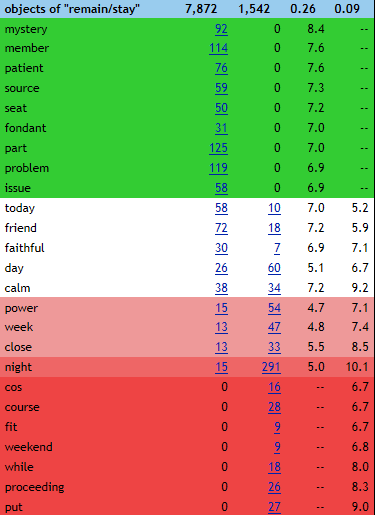 objects of "remain/stay" 7,872 1,542 0.26 0.09
mystery 92 0 8.4 --
member 114 0 7.6 --
patient 76 0 7.6 --
source 59 0 7.3 --
seat 50 0 7.2 --
fondant 31 0 7.0 --
part 125 0 7.0 --
problem 119 0 6.9 --
issue 58 0 6.9 --
today 58 10 7.0 5.2
friend 72 18 7.2 5.9
faithful 30 7 6.9 7.1
day 26 60 5.1 6.7
calm 38 34 7.2 9.2
power 15 54 4.7 7.1
week 13 47 4.8 7.4
close 13 33 5.5 8.5
night 15 291 5.0 10.1
cos 0 16 -- 6.7
course 0 28 -- 6.7
fit 0 9 -- 6.7
weekend 0 9 -- 6.8
while 0 18 -- 8.0
proceeding 0 26 -- 8.3
put 0 27 -- 9.0